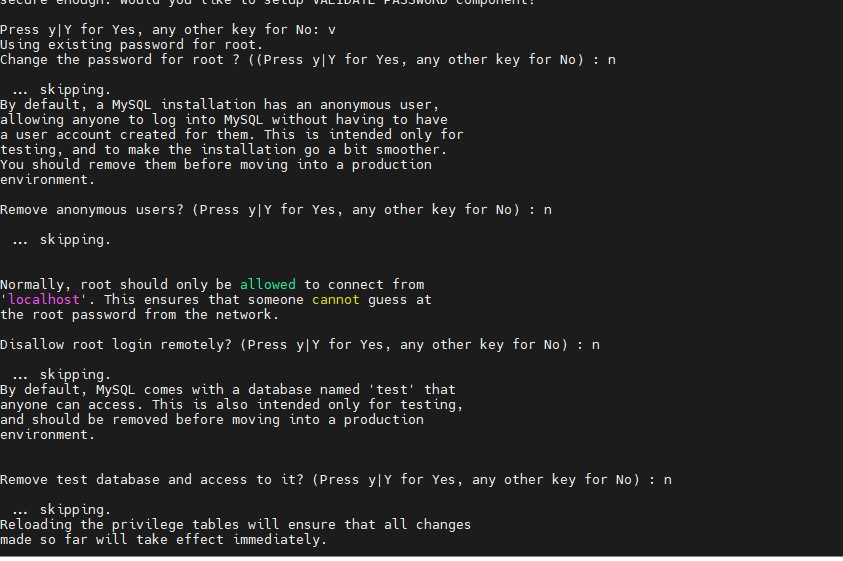 secure enough. Would you like to setup VALIDATE PASSWORD component?
Press y|Y for Yes, any other key for No: v
Using existing password for root.
Change the password for root ? ((Press y|Y for Yes, any other key for No) : n
... skipping.
By default, a MySQL installation has an anonymous user,
allowing anyone to log into MySQL without having to have
a user account created for them. This is intended only for
testing, and to make the installation go a bit smoother.
You should remove them before moving into a production
environment.
Remove anonymous users? (Press y|Y for Yes, any other key for No) : n
... skipping.
Normally, root should only be allowed to connect from
'localhost'. This ensures that someone cannot guess at
the root password from the network.
Disallow root login remotely? (Press y|Y for Yes, any other key for No) : n
... skipping.
By default, MySQL comes with a database named 'test' that
anyone can access. This is also intended only for testing,
and should be removed before moving into a production
environment.
Remove test database and access to it? (Press y|Y for Yes, any other key for No) : n
... skipping.
Reloading the privilege tables will ensure that all changes
made so far will take effect immediately.